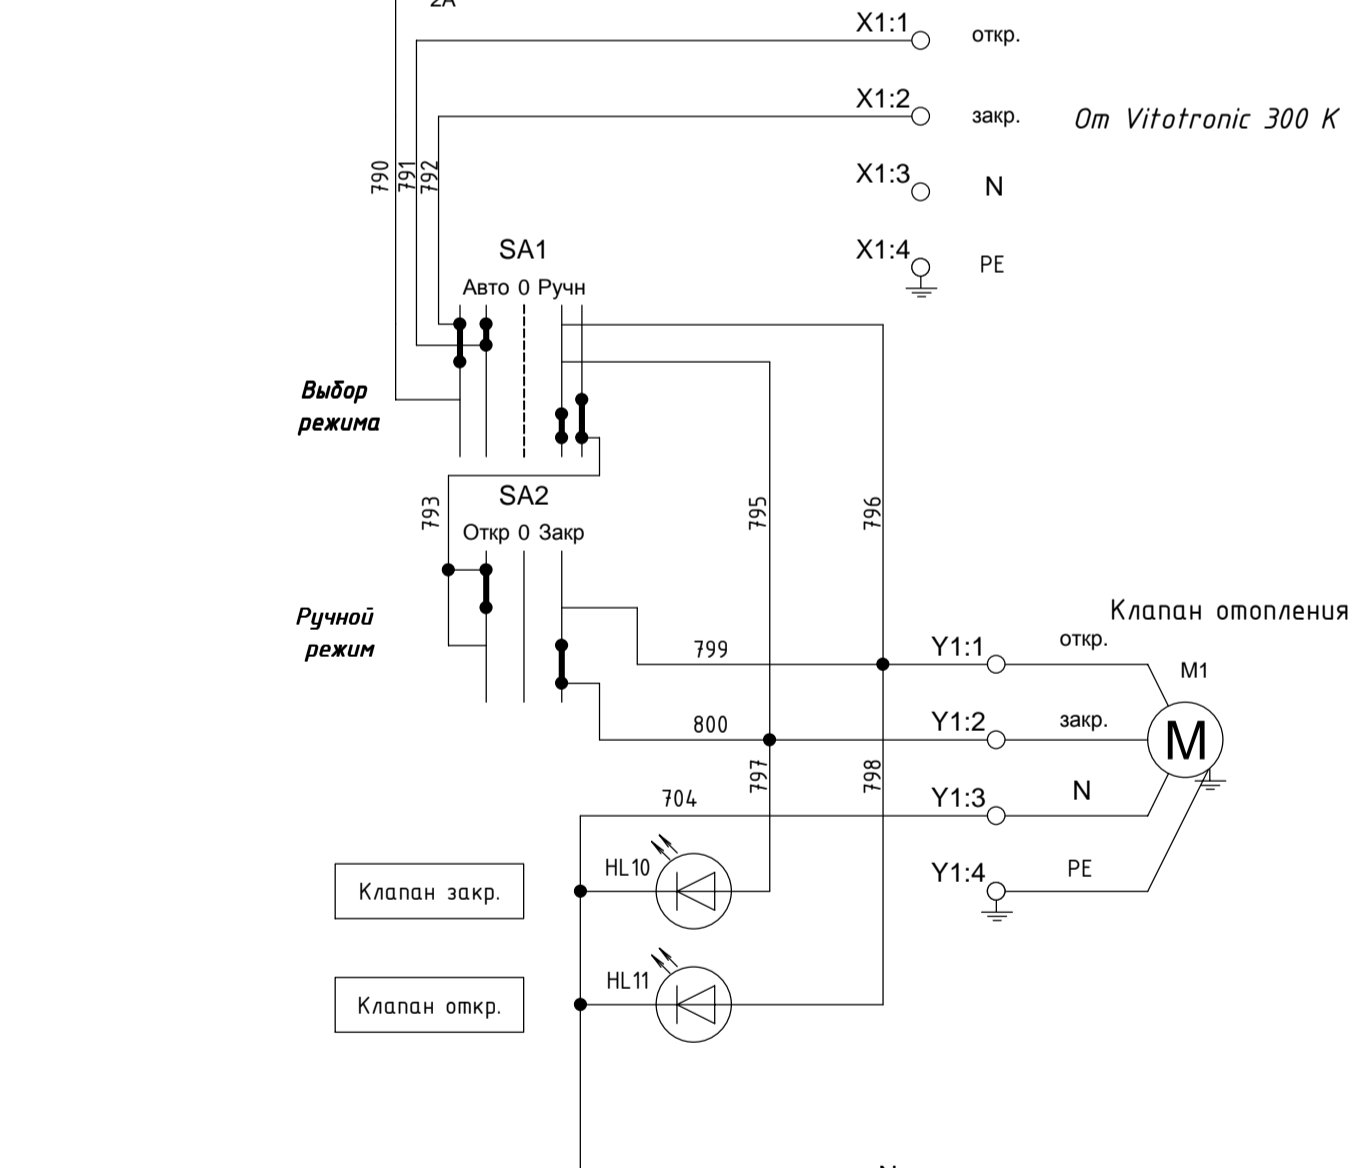 2A
X1:1 откр.
X1:2 закр. От Vitotronic 300 К
790 791 792
X1:3 N
X1:4 PE
SA1
Авто 0 Ручн
Выбор
режима
793
SA2
795 796
Откр 0 Закр
Ручной
режим
Клапан отопления
799 Y1:1 откр.
M1
800 Y1:2 закр.
M
797 798
704 Y1:3 N
HL10
Y1:4 PE
Клапан закр.
HL11
Клапан откр.